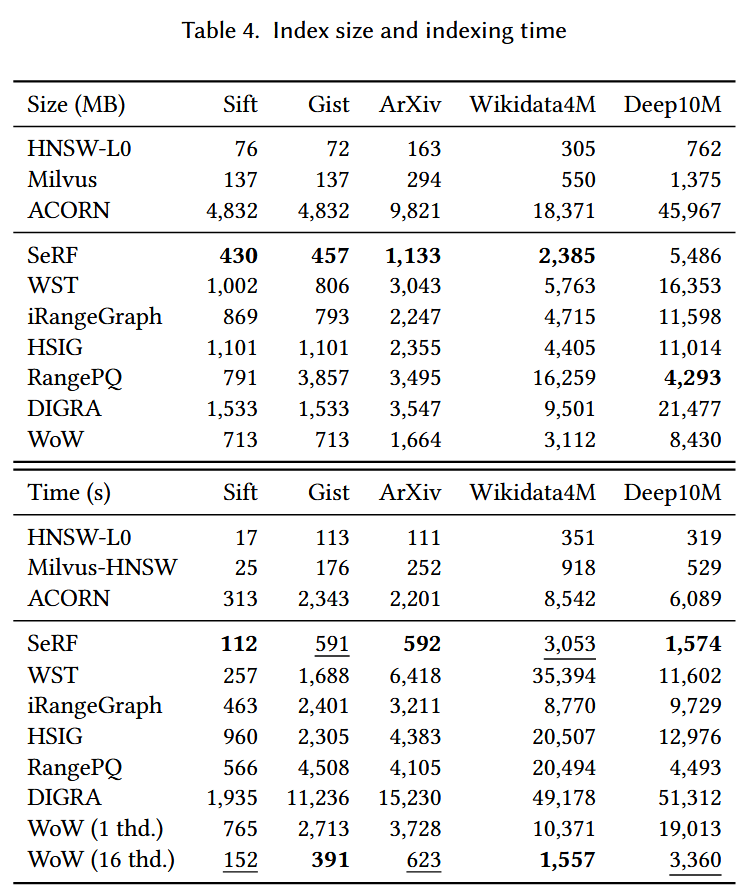 Table 4. Index size and indexing time
Size (MB) Sift Gist ArXiv Wikidata4M Deep10M
HNSW-L0 76 72 163 305 762
Milvus 137 137 294 550 1,375
ACORN 4,832 4,832 9,821 18,371 45,967
SeRF 430 457 1,133 2,385 5,486
WST 1,002 806 3,043 5,763 16,353
iRangeGraph 869 793 2,247 4,715 11,598
HSIG 1,101 1,101 2,355 4,405 11,014
RangePQ 791 3,857 3,495 16,259 4,293
DIGRA 1,533 1,533 3,547 9,501 21,477
WoW 713 713 1,664 3,112 8,430
Time (s) Sift Gist ArXiv Wikidata4M Deep10M
HNSW-L0 17 113 111 351 319
Milvus-HNSW 25 176 252 918 529
ACORN 313 2,343 2,201 8,542 6,089
SeRF 112 591 592 3,053 1,574
WST 257 1,688 6,418 35,394 11,602
iRangeGraph 463 2,401 3,211 8,770 9,729
HSIG 960 2,305 4,383 20,507 12,976
RangePQ 566 4,508 4,105 20,494 4,493
DIGRA 1,935 11,236 15,230 49,178 51,312
WoW (1 thd.) 765 2,713 3,728 10,371 19,013
WoW (16 thd.) 152 391 623 1,557 3,360